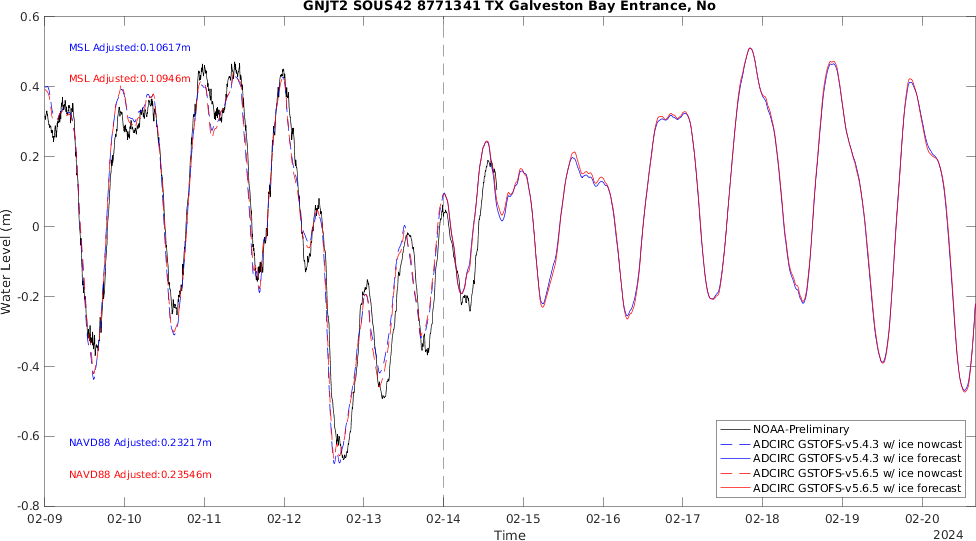 GNJT2 SOUS42 8771341 TX Galveston Bay Entrance, No
0.6
0.4
0.2
0
-0.2
-0.4
-0.6
-0.8
Water Level (m)
MSL Adjusted:0.10617m
MSL Adjusted:0.10946m
NAVD88 Adjusted:0.23217m
NAVD88 Adjusted:0.23546m
NOAA-Preliminary
ADCIRC GSTOFS-v5.4.3 w/ ice nowcast
ADCIRC GSTOFS-v5.4.3 w/ ice forecast
ADCIRC GSTOFS-v5.6.5 w/ ice nowcast
ADCIRC GSTOFS-v5.6.5 w/ ice forecast
02-09 02-10 02-11 02-12 02-13 02-14 02-15 02-16 02-17 02-18 02-19 02-20
Time
2024